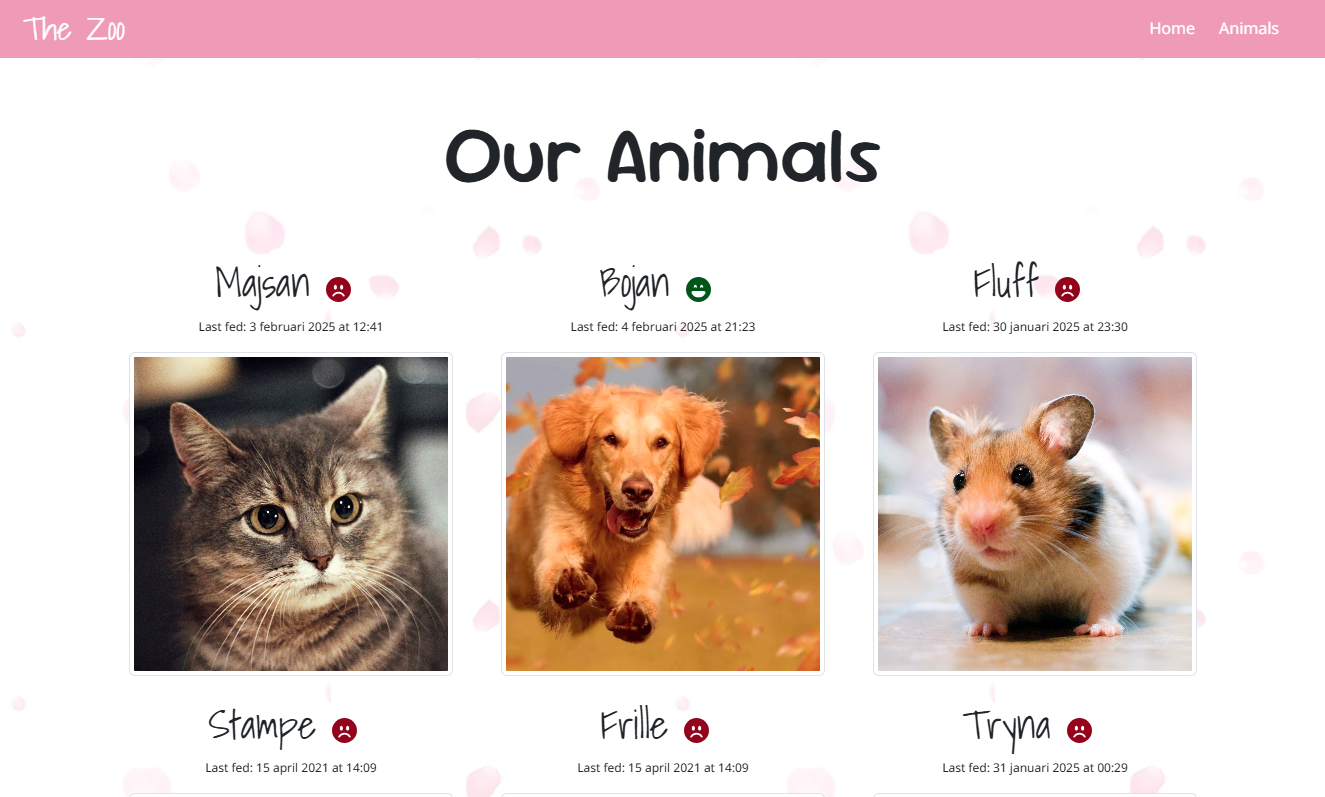 The Zoo
Home Animals
Our Animals
Majsan
Bojan
Fluff
Last fed: 3 februari 2025 at 12:41
Last fed: 4 februari 2025 at 21:23
Last fed: 30 januari 2025 at 23:30
Stampe
Frille
Tryna
Last fed: 15 april 2021 at 14:09
Last fed: 15 april 2021 at 14:09
Last fed: 31 januari 2025 at 00:29